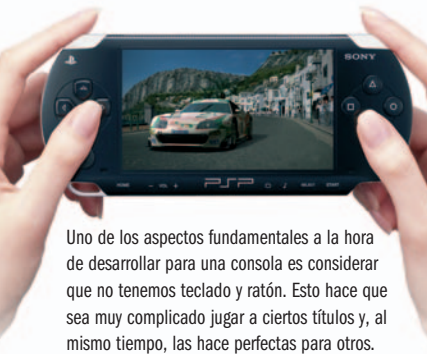 SONY
HOME
VOL
PSP
SELECT
START
Uno de los aspectos fundamentales a la hora
de desarrollar para una consola es considerar
que no tenemos teclado y ratón. Esto hace que
sea muy complicado jugar a ciertos títulos y, al
mismo tiempo, las hace perfectas para otros.